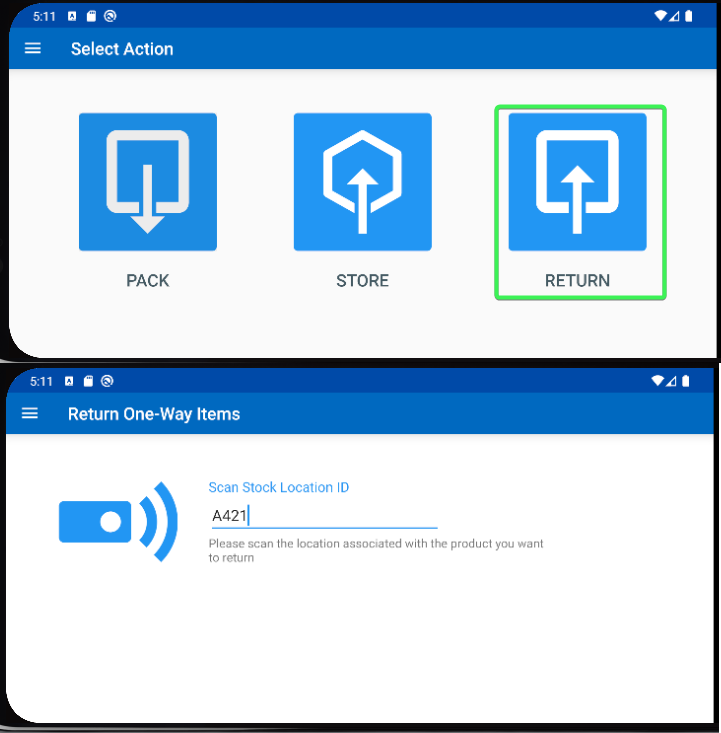 5:11
Select Action
PACK
STORE
RETURN
5:11
Return One-Way Items
Scan Stock Location ID
A421
Please scan the location associated with the product you want
to return